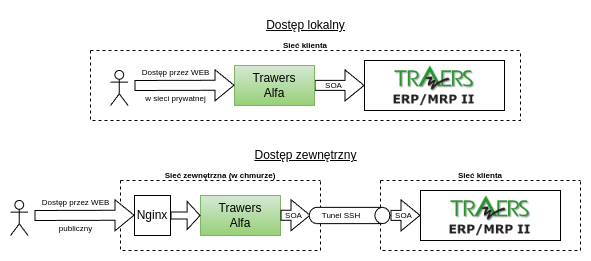 Dostęp lokalny
Sieć klienta
Dostęp przez WEB
w sieci prywatnej
Trawers
Alfa
SOA
TRAWERS
ERP/MRP II
Dostęp zewnętrzny
Sieć zewnętrzna (w chmurze)
Sieć klienta
Dostęp przez WEB
publiczny
Nginx
Trawers
Alfa
SOA
Tunel SSH
SOA
TRAWERS
ERP/MRP II